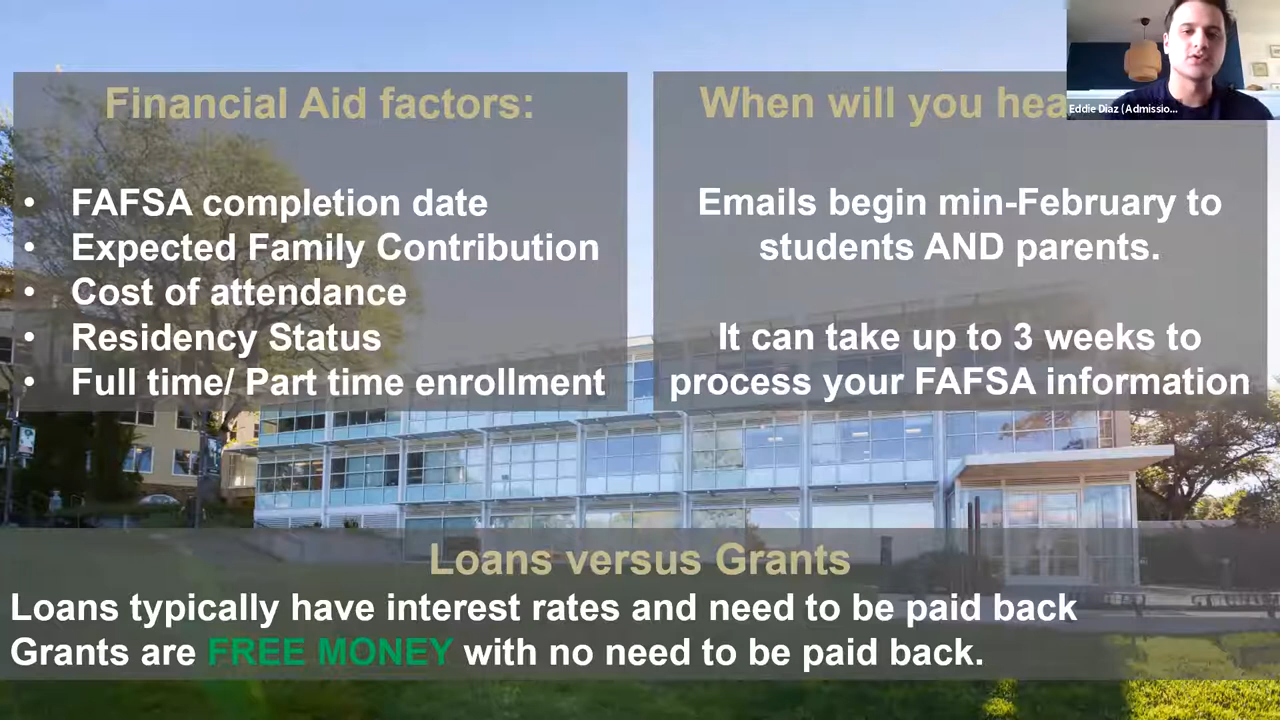 Financial Aid factors:
• FAFSA completion date
• Expected Family Contribution
• Cost of attendance
• Residency Status
• Full time/ Part time enrollment
When will you hea
Eddie Diaz (Admissio...
Emails begin min-February to
students AND parents.
It can take up to 3 weeks to
process your FAFSA information
Loans versus Grants
Loans typically have interest rates and need to be paid back
Grants are FREE MONEY with no need to be paid back.